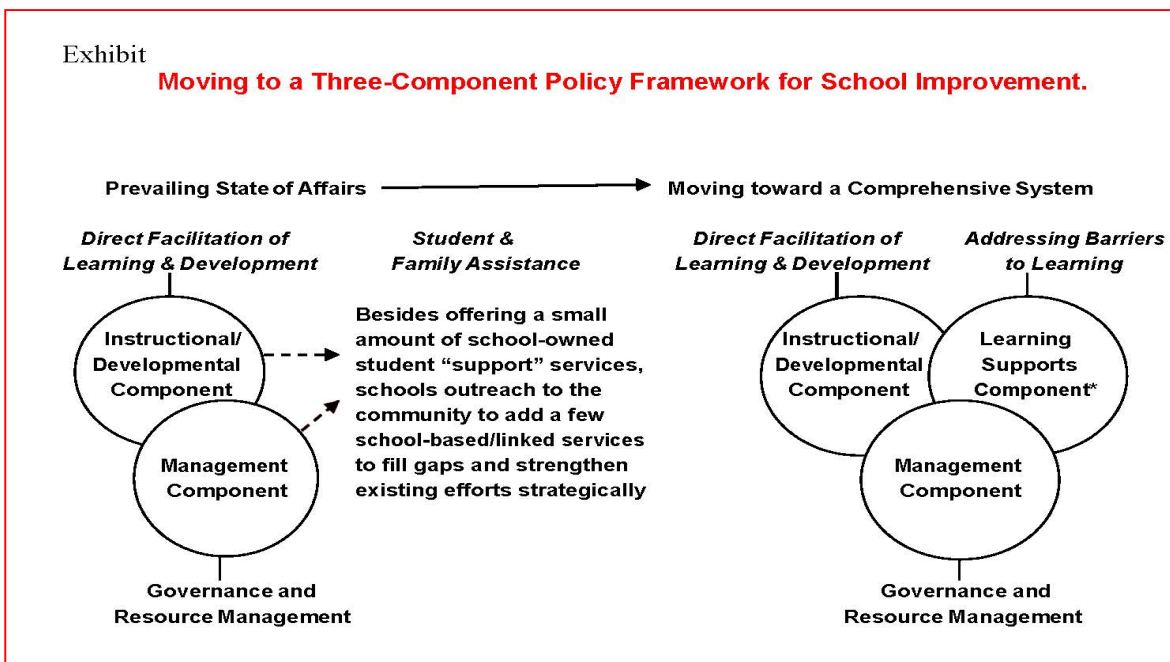 Exhibit
Moving to a Three-Component Policy Framework for School Improvement.
Prevailing State of Affairs
Moving toward a Comprehensive System
Direct Facilitation of
Learning & Development
Student &
Family Assistance
Direct Facilitation of
Learning & Development
Addressing Barriers
to Learning
Instructional/
Developmental
Component
Management
Component
Governance and
Resource Management
Besides offering a small
amount of school-owned
student “support” services,
schools outreach to the
community to add a few
school-based/linked services
to fill gaps and strengthen
existing efforts strategically
Instructional/
Developmental
Component
Learning
Supports
Component*
Management
Component
Governance and
Resource Management